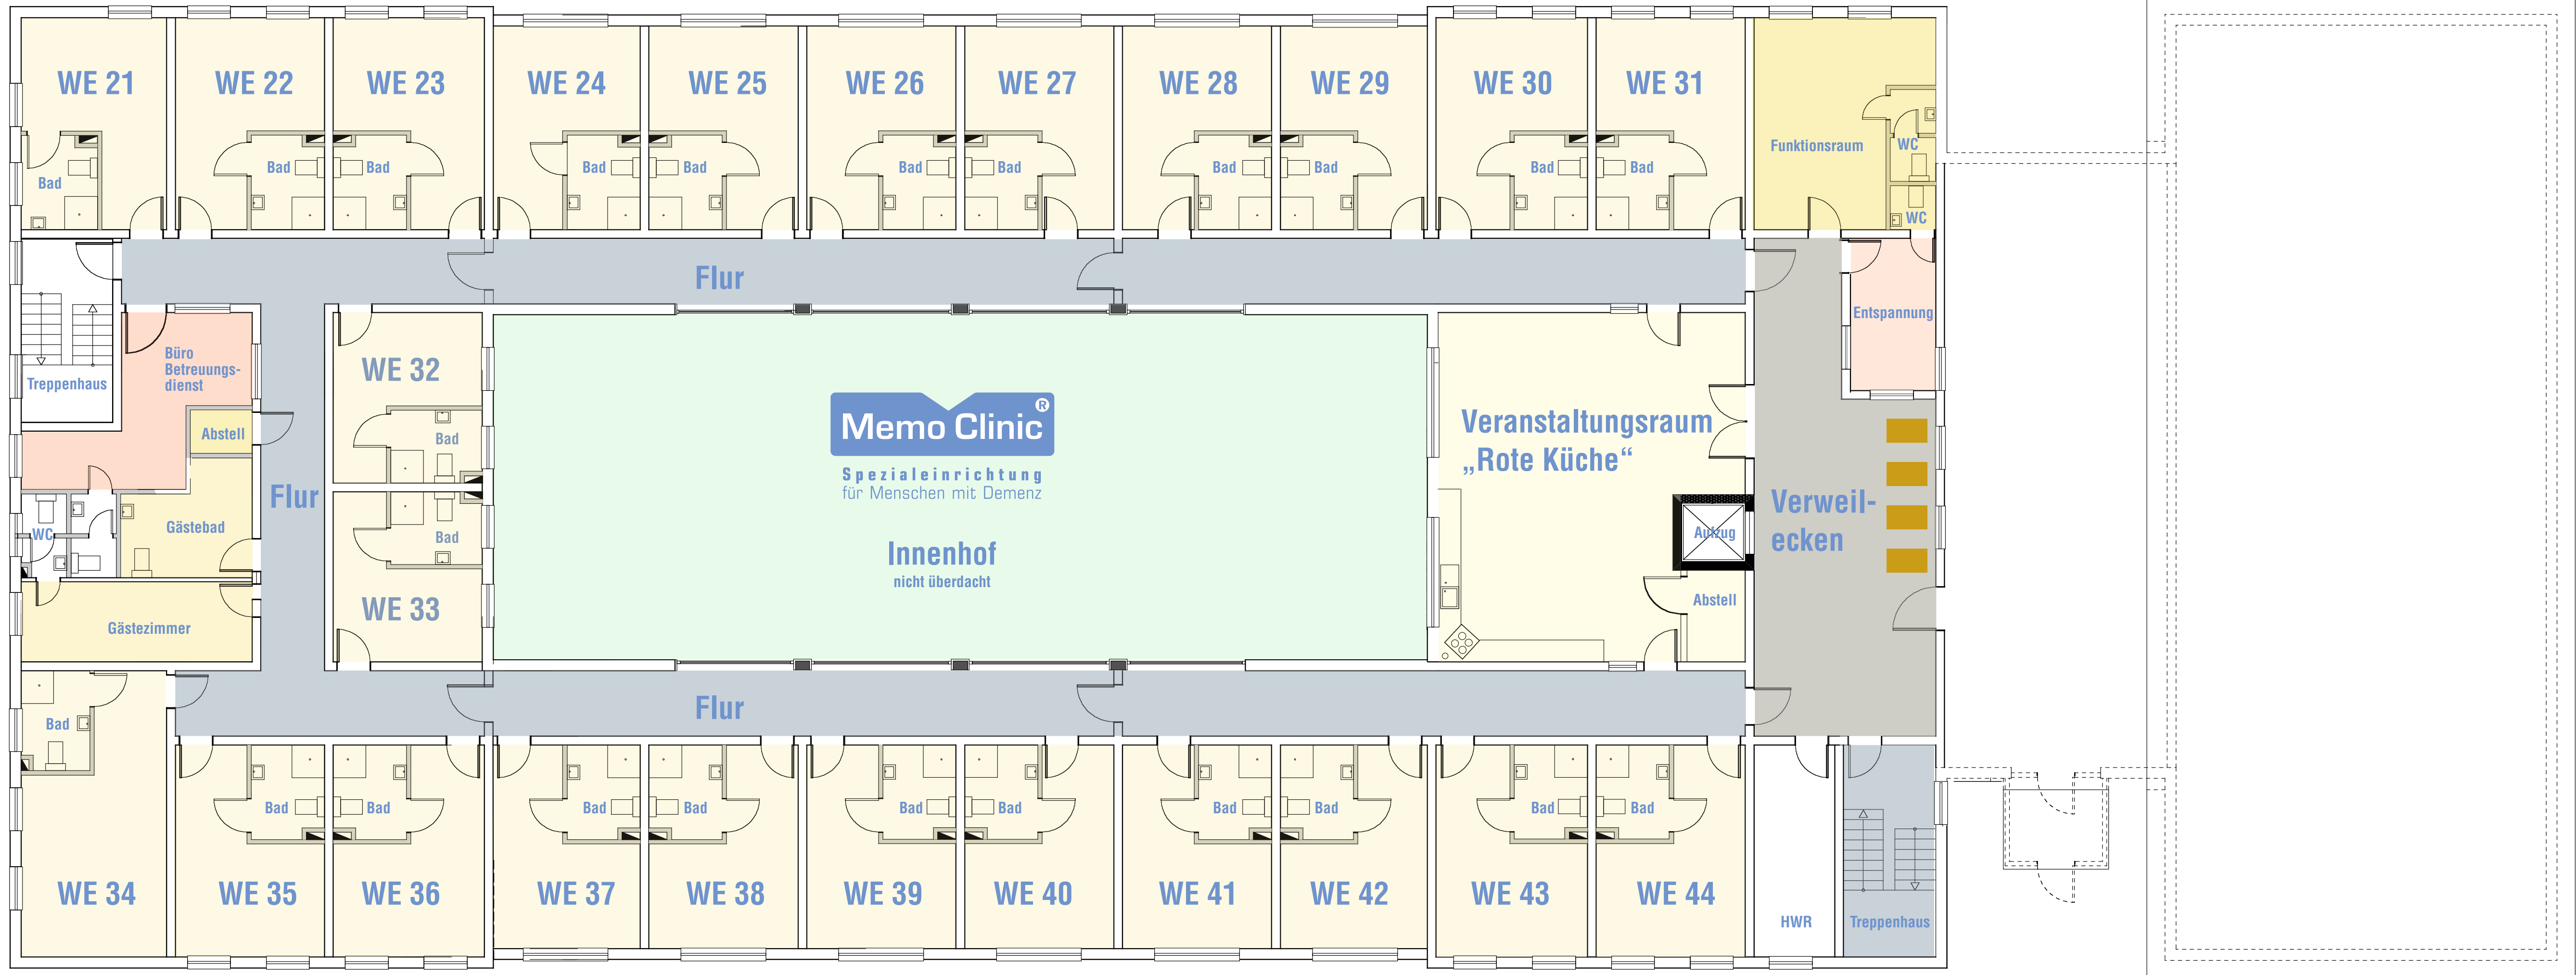 WE 21
WE 22
WE 23
WE 24
WE 25
WE 26
WE 27
WE 28
WE 29
WE 30
WE 31
Funktionsraum
WC
WC
Bad
Bad
Bad
Bad
Bad
Bad
Bad
Bad
Bad
Bad
Bad
Flur
Treppenhaus
Büro
Betreuungs-
dienst
Abstell
WC
Gästebad
Gästezimmer
Flur
WE 32
Bad
Bad
WE 33
Memo Clinic®
Spezialeinrichtung
für Menschen mit Demenz
Innenhof
nicht überdacht
Veranstaltungsraum
„Rote Küche“
Aufzug
Abstell
Entspannung
Verweil-
ecken
Flur
Bad
Bad
Bad
Bad
Bad
Bad
Bad
Bad
Bad
Bad
Bad
WE 34
WE 35
WE 36
WE 37
WE 38
WE 39
WE 40
WE 41
WE 42
WE 43
WE 44
HWR
Treppenhaus